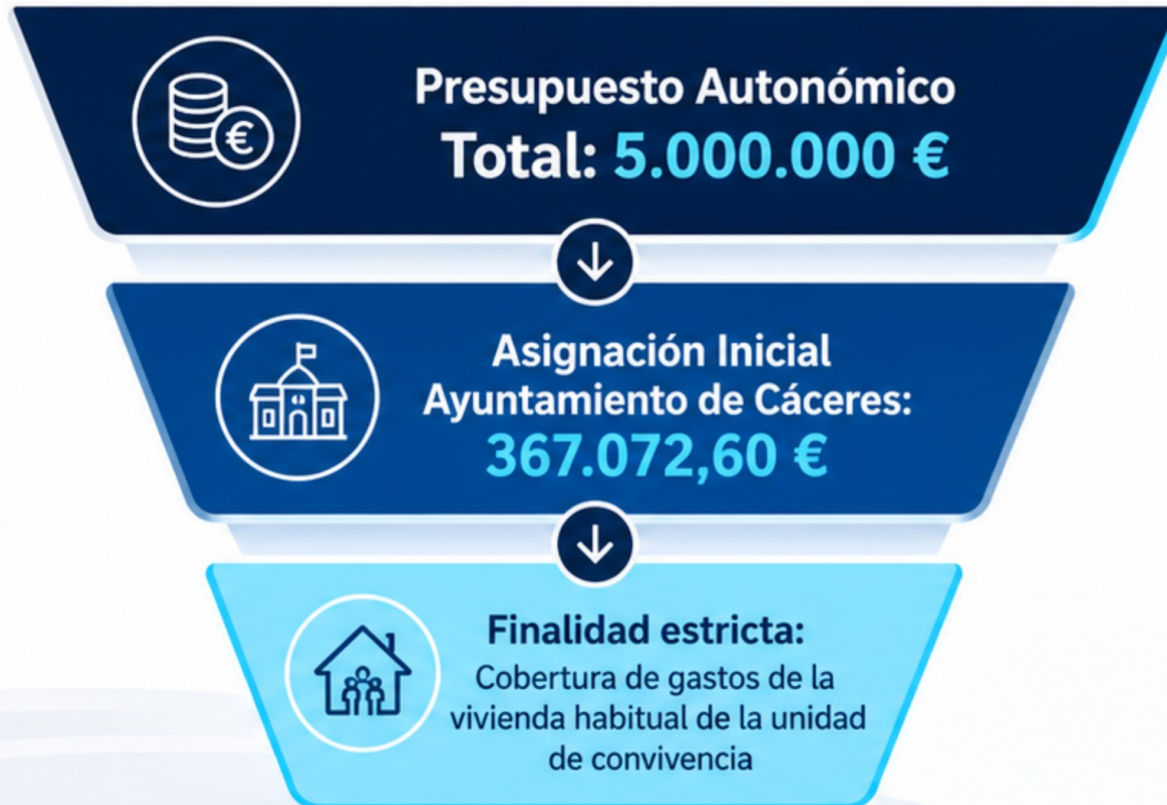 Presupuesto Autonómico
Total: 5.000.000 €
Asignación Inicial
Ayuntamiento de Cáceres:
367.072,60 €
Finalidad estricta:
Cobertura de gastos de la
vivienda habitual de la unidad
de convivencia